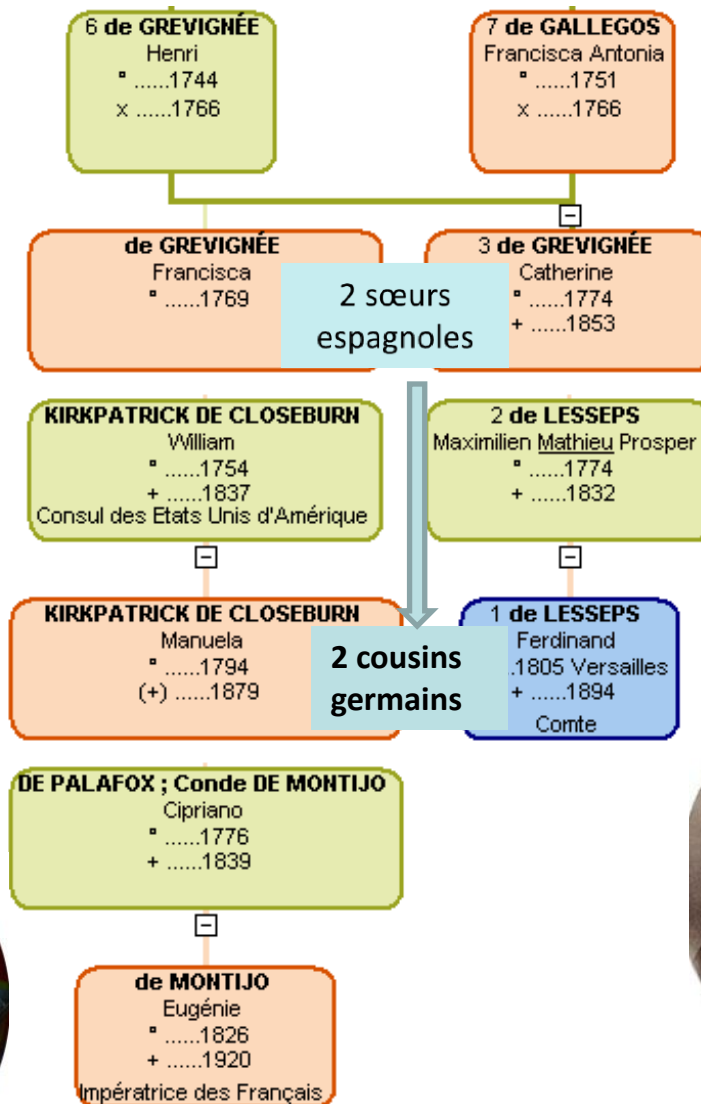 6 de GREVIGNÉE
Henri
° ......1744
x ......1766
7 de GALLEGOS
Francisca Antonia
° ......1751
x ......1766
de GREVIGNÉE
Francisca
° ......1769
3 de GREVIGNÉE
Catherine
° ......1774
+ ......1853
2 sœurs
espagnoles
KIRKPATRICK DE CLOSEBURN
William
° ......1754
+ ......1837
Consul des Etats Unis d'Amérique
2 de LESSEPS
Maximilien Mathieu Prosper
° ......1774
+ ......1832
KIRKPATRICK DE CLOSEBURN
Manuela
° ......1794
(+) ......1879
2 cousins
germains
1 de LESSEPS
Ferdinand
.1805 Versailles
+ ......1894
Comte
DE PALAFOX ; Conde DE MONTIJO
Cipriano
° ......1776
+ ......1839
de MONTIJO
Eugénie
° ......1826
+ ......1920
Impératrice des Français